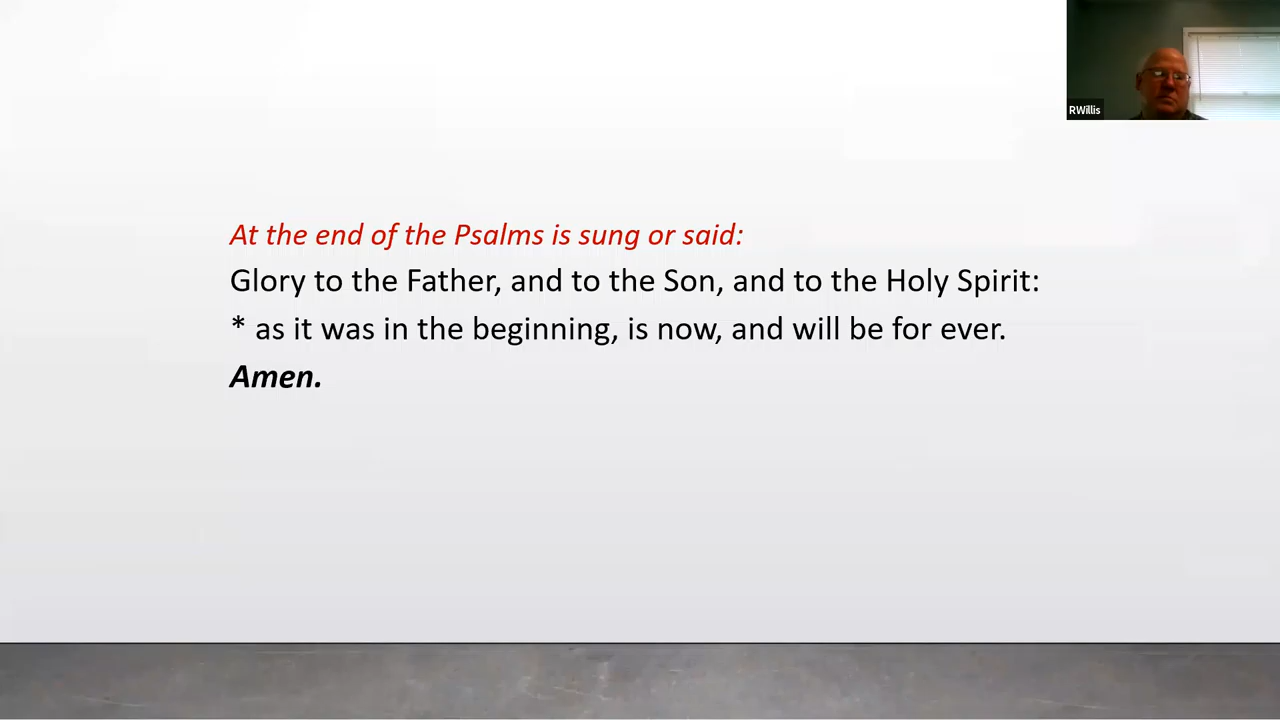 RWillis
At the end of the Psalms is sung or said:
Glory to the Father, and to the Son, and to the Holy Spirit:
* as it was in the beginning, is now, and will be for ever.
Amen.